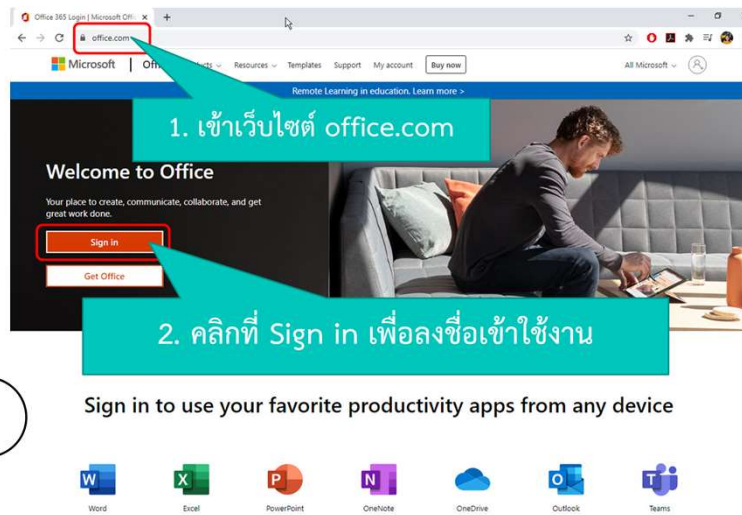 Office 365 Login | Microsoft Offi
office.com
Microsoft
Resources
Templates
Support
My account
Buy now
All Microsoft
Remote Learning in education. Learn more >
1. เข้าเว็บไซต์ office.com
Welcome to Office
Your place to create, communicate, collaborate, and get
great work done.
Sign in
Get Office
2. คลิกที่ Sign in เพื่อลงชื่อเข้าใช้งาน
Sign in to use your favorite productivity apps from any device
Word
Excel
PowerPoint
OneNote
OneDrive
Outlook
Teams